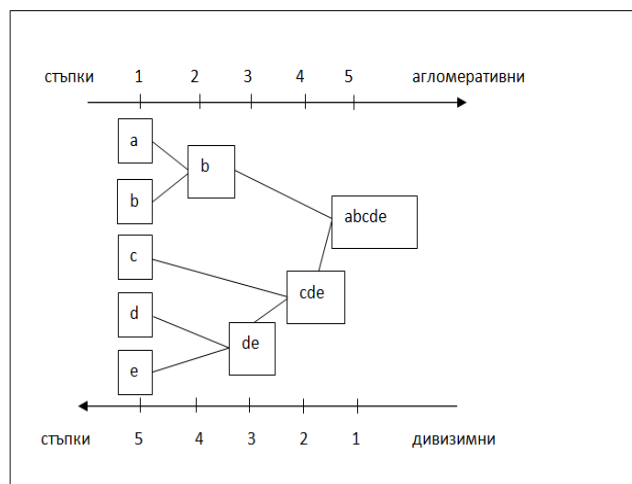 стъпки 1 2 3 4 5 агломеративни
a
b
b
abcde
c
cde
d
de
e
стъпки 5 4 3 2 1 дивизимни